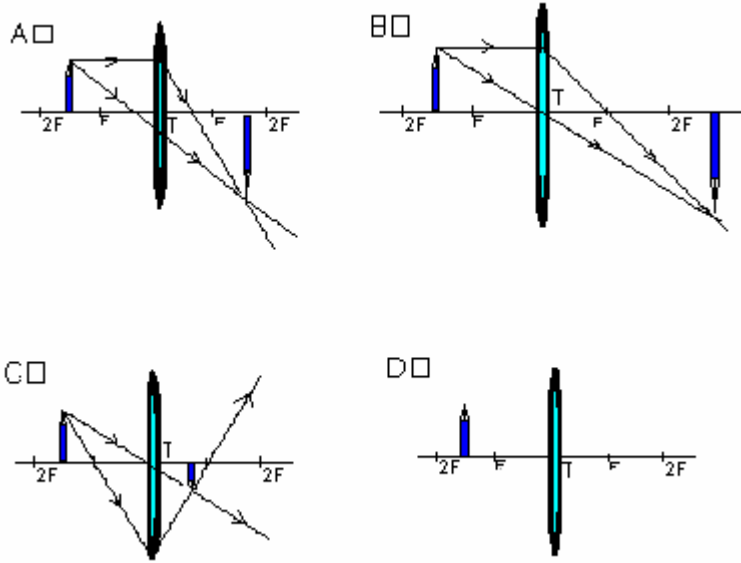 A□
2F F T F 2F
B□
T
2F F F 2F
C□
T
2F 2F
D□
2F F T F 2F